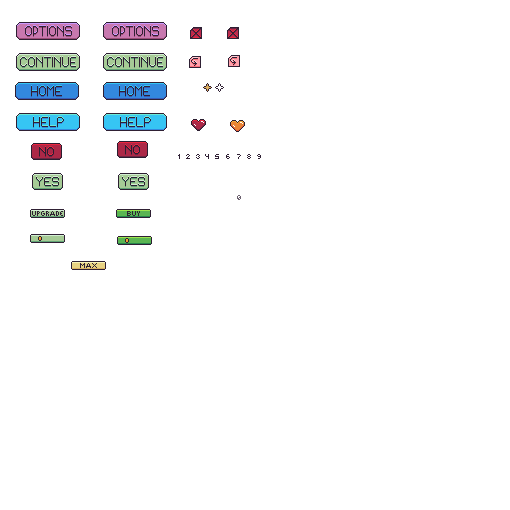 OPTIONS OPTIONS
CONTINUE CONTINUE
HOME HOME
HELP HELP
NO NO
1 2 3 4 5 6 7 8 9
YES YES
0
UPGRADE BUY
0 0
MAX